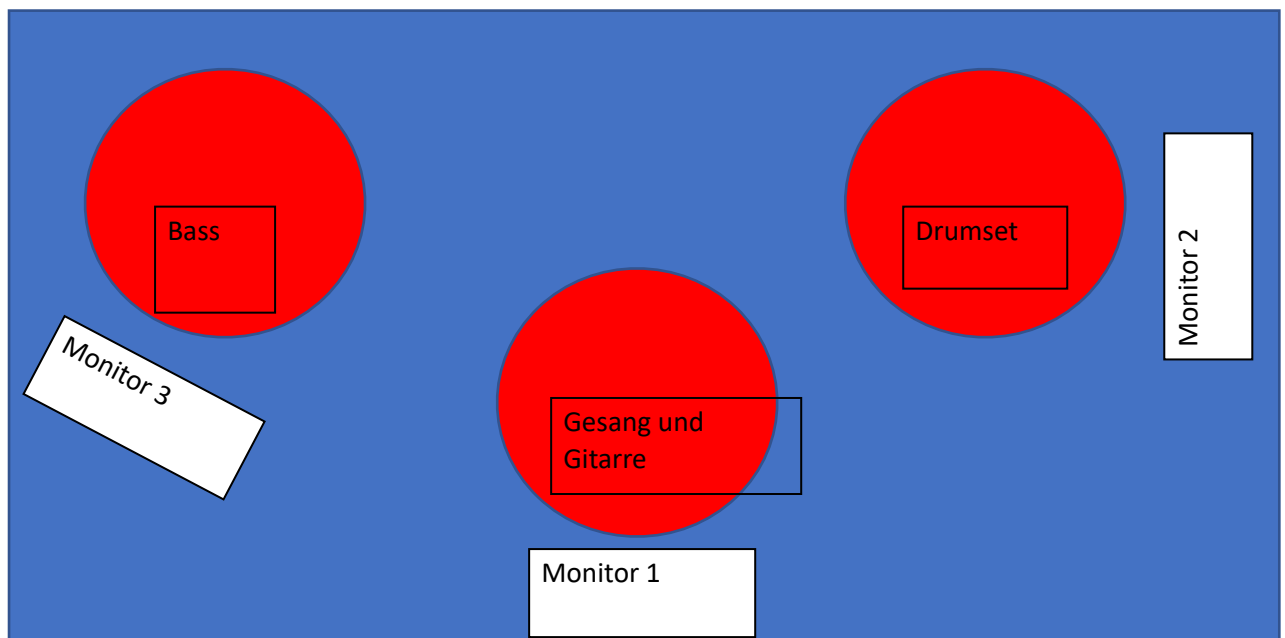 Bass
Drumset
Monitor 2
Monitor 3
Gesang und
Gitarre
Monitor 1